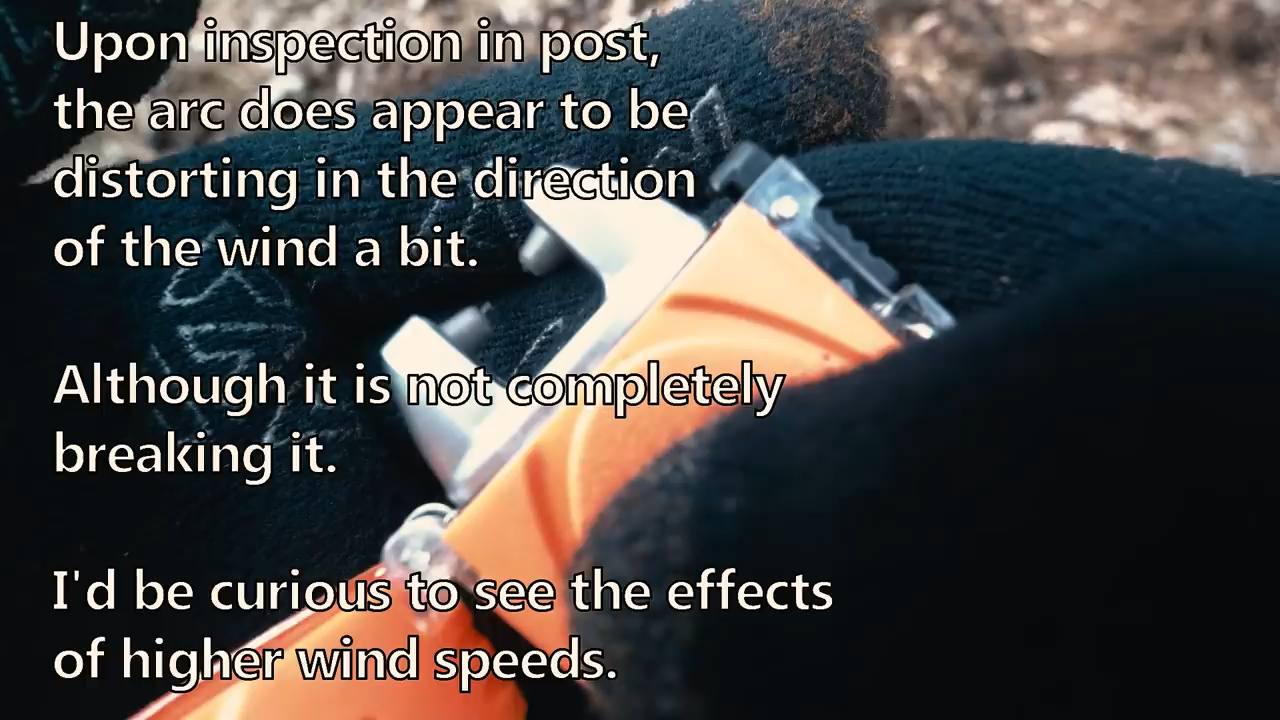 Upon inspection in post,
the arc does appear to be
distorting in the direction
of the wind a bit.
Although it is not completely
breaking it.
I'd be curious to see the effects
of higher wind speeds.